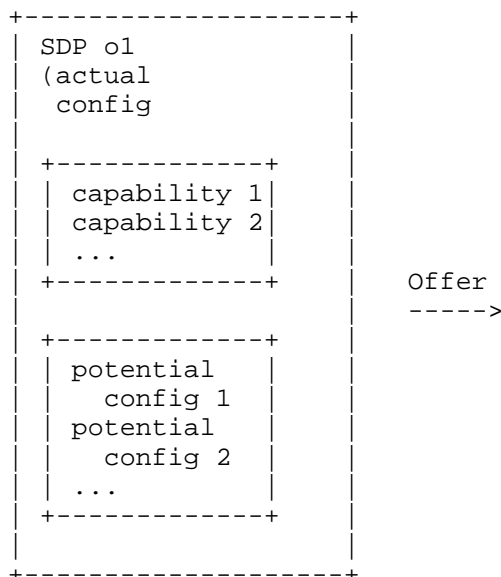 SDP o1
(actual
config
capability 1
capability 2
...
Offer
----->
potential
config 1
potential
config 2
...